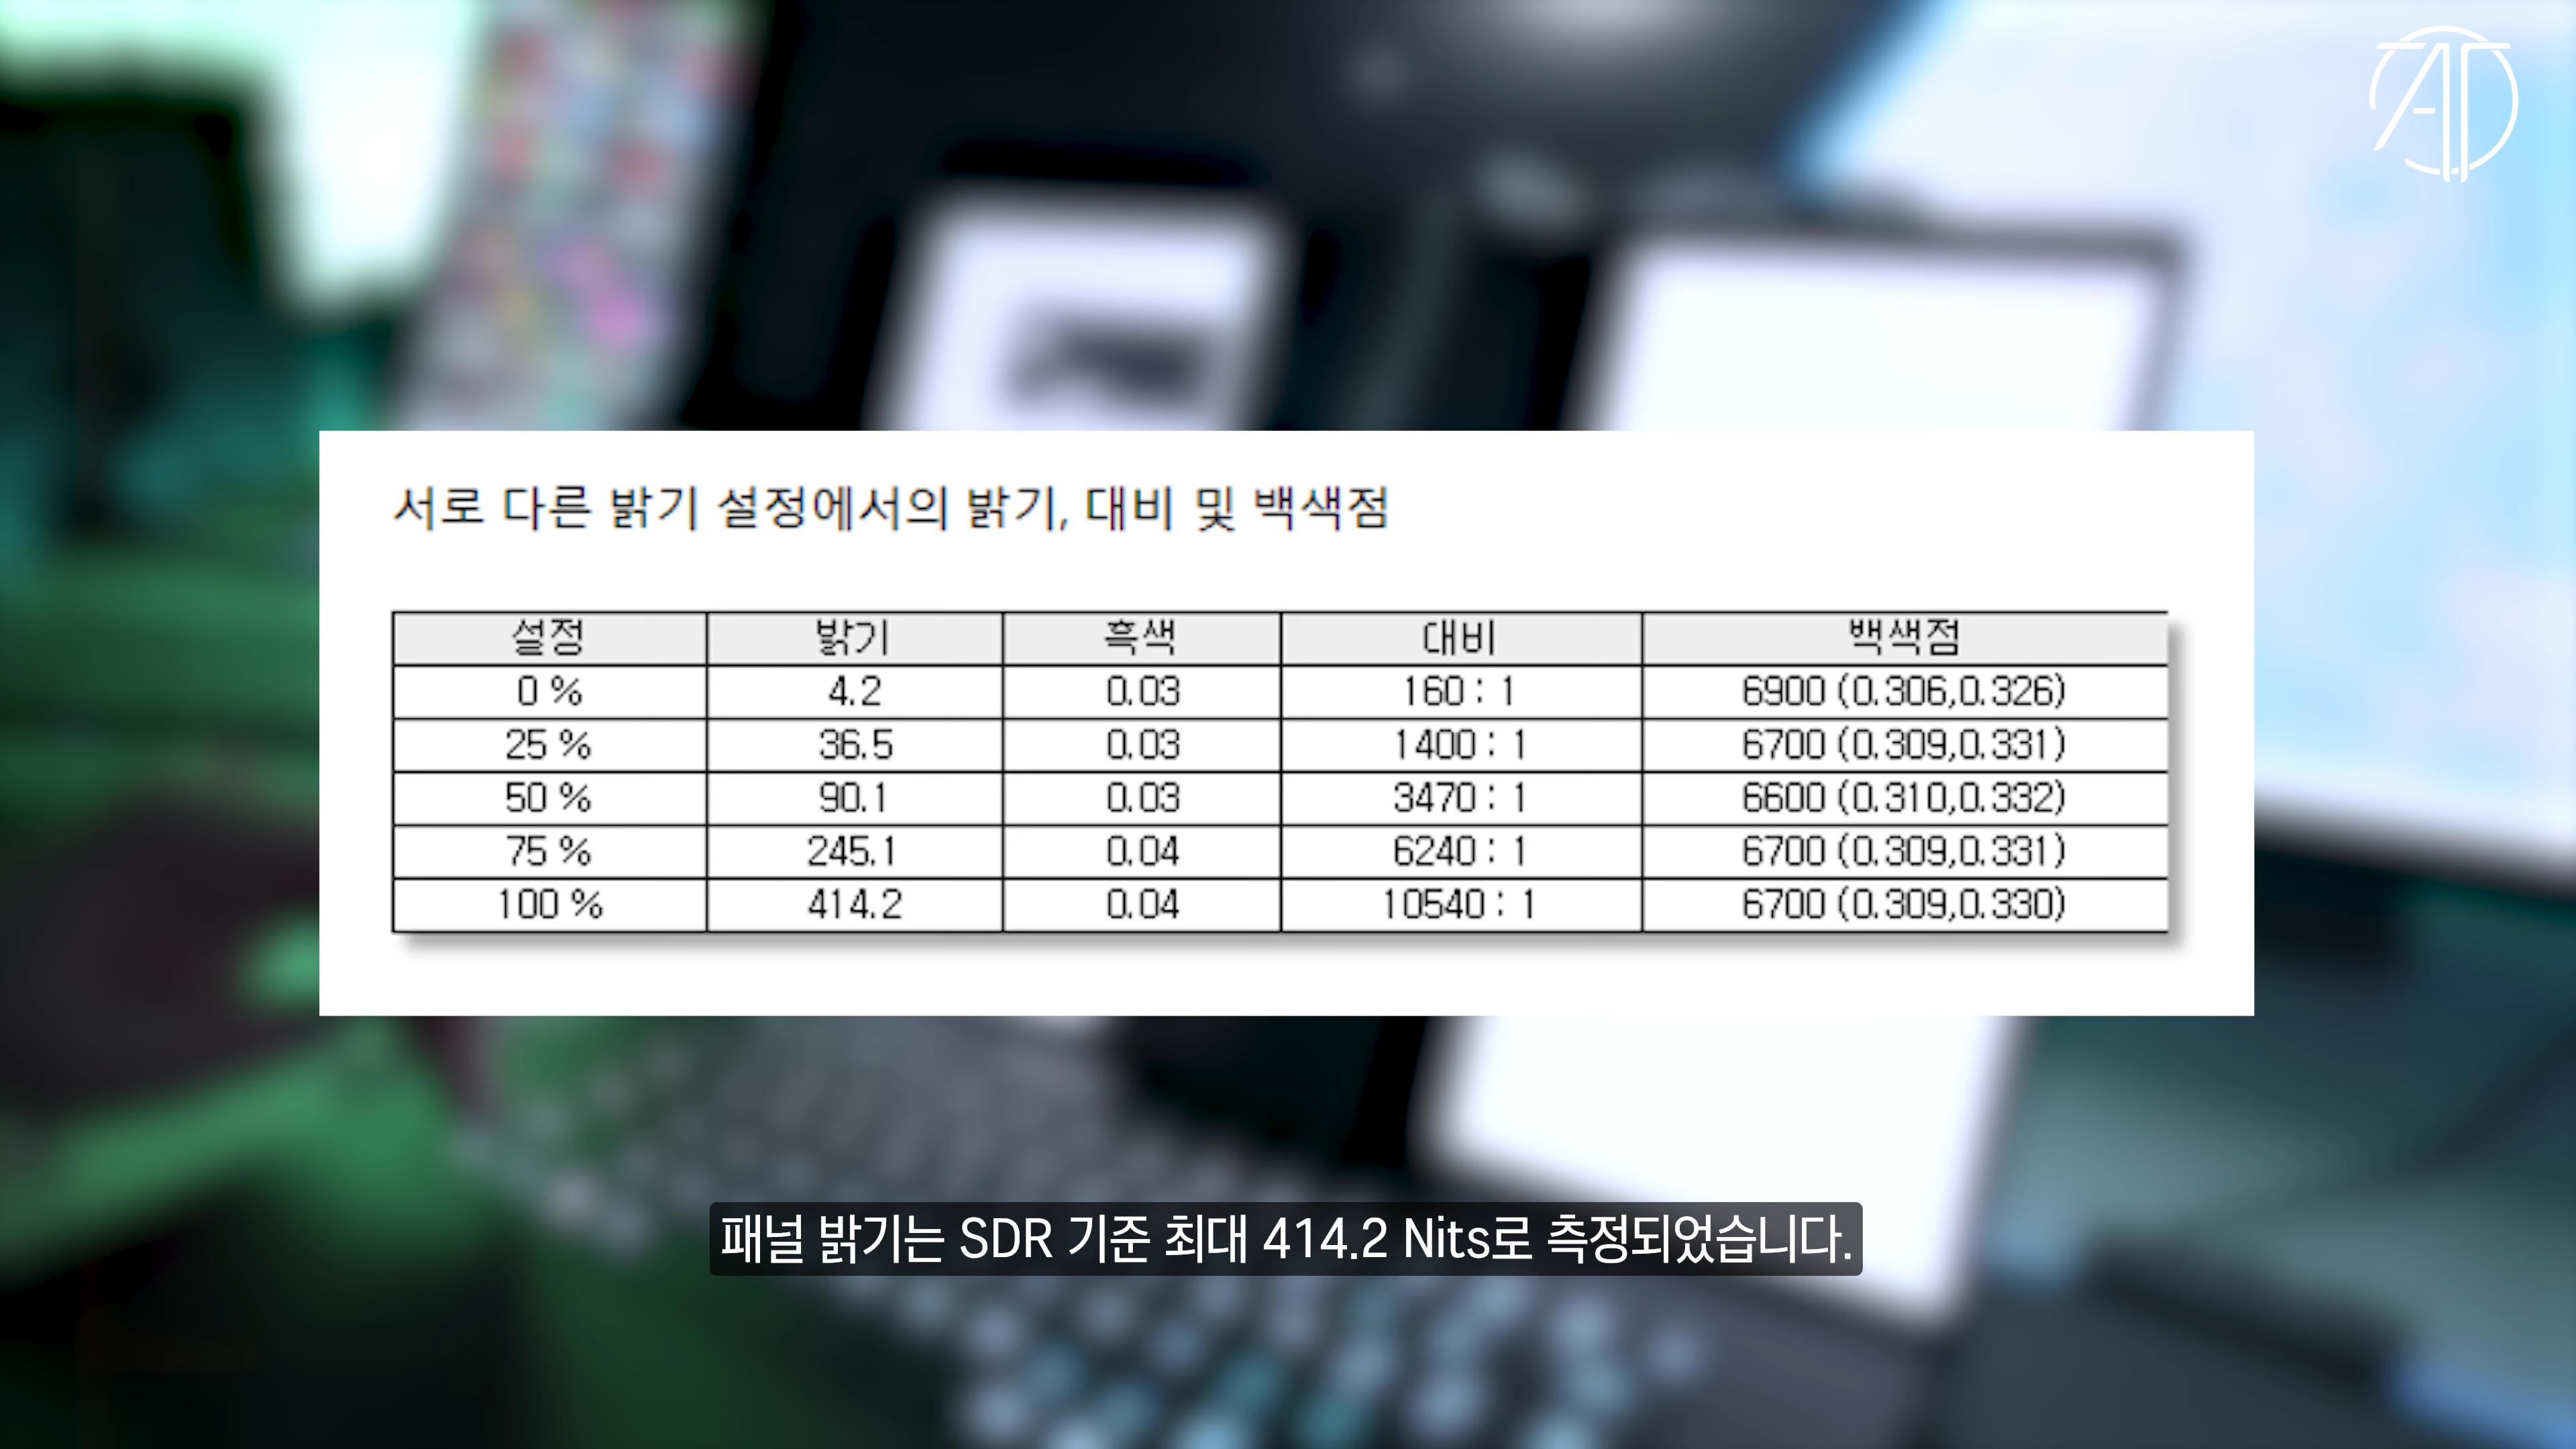 서로 다른 밝기 설정에서의 밝기, 대비 및 백색점
설정 밝기 흑색 대비 백색점
0 % 4.2 0.03 160 : 1 6900 (0.306,0.326)
25 % 36.5 0.03 1400 : 1 6700 (0.309,0.331)
50 % 90.1 0.03 3470 : 1 6600 (0.310,0.332)
75 % 245.1 0.04 6240 : 1 6700 (0.309,0.331)
100 % 414.2 0.04 10540 : 1 6700 (0.309,0.330)
패널 밝기는 SDR 기준 최대 414.2 Nits로 측정되었습니다.